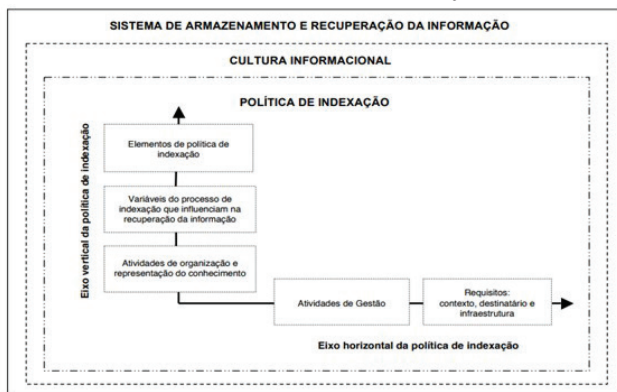 SISTEMA DE ARMAZENAMENTO E RECUPERAÇÃO DA INFORMAÇÃO
CULTURA INFORMACIONAL
POLÍTICA DE INDEXAÇÃO
Eixo vertical da política de indexação
Elementos de política de
indexação
Variáveis do processo de
indexação que influenciam na
recuperação da informação
Atividades de organização e
representação do conhecimento
Atividades de Gestão
Requisitos:
contexto, destinatário e
infraestrutura
Eixo horizontal da política de indexação